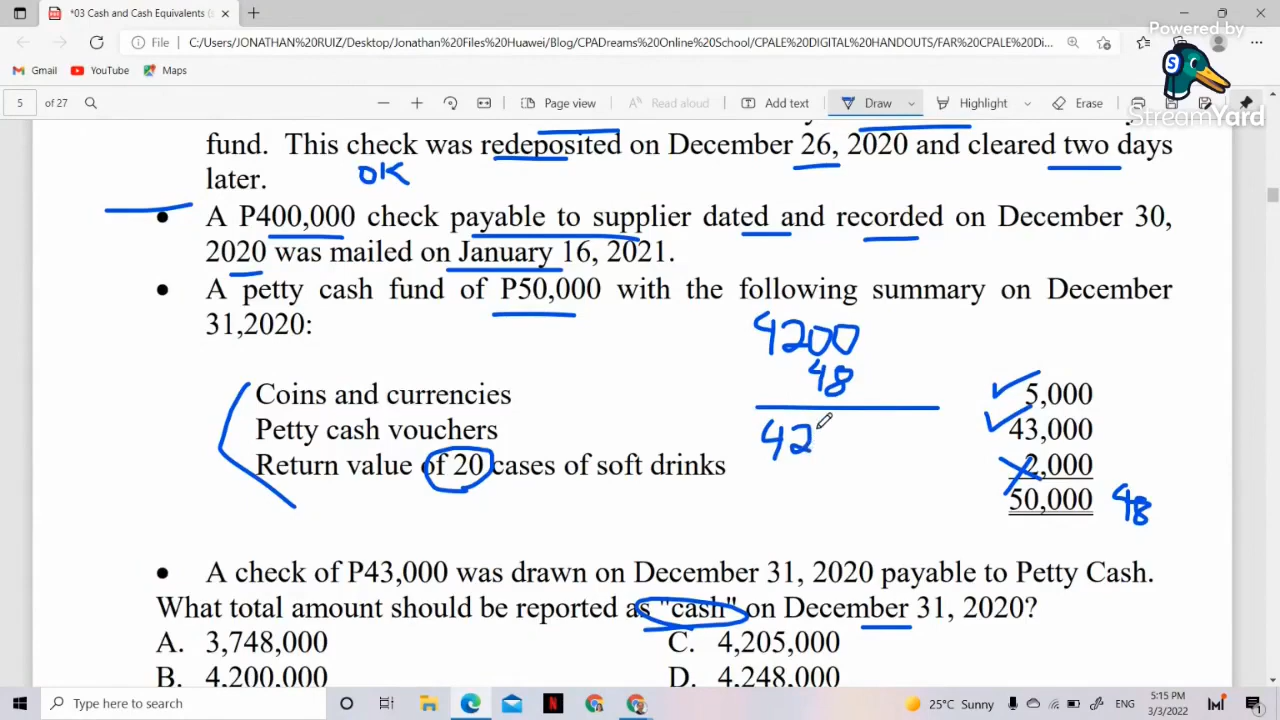 *03 Cash and Cash Equivalents (
Powered by
File
C:/Users/JONATHAN%20RUIZ/Desktop/Jonathan%20Files%20Huawei/Blog/CPADreams%20Online%20School/CPALE%20DIGITAL%20HANDOUTS/FAR%20CPALE%20Di...
Gmail YouTube Maps
S
StreamYard
5 of 27 Page view Read aloud Add text Draw Highlight Erase
fund. This check was redeposited on December 26, 2020 and cleared two days
later.
OK
A P400,000 check payable to supplier dated and recorded on December 30,
2020 was mailed on January 16, 2021.
A petty cash fund of P50,000 with the following summary on December
31,2020:
4200
48
42
Coins and currencies 5,000
Petty cash vouchers 43,000
Return value of 20 cases of soft drinks 2,000
50,000 48
A check of P43,000 was drawn on December 31, 2020 payable to Petty Cash.
What total amount should be reported as "cash" on December 31, 2020?
A. 3,748,000 C. 4,205,000
B. 4,200,000 D. 4,248,000
Type here to search
25°C Sunny ENG 5:15 PM
3/3/2022